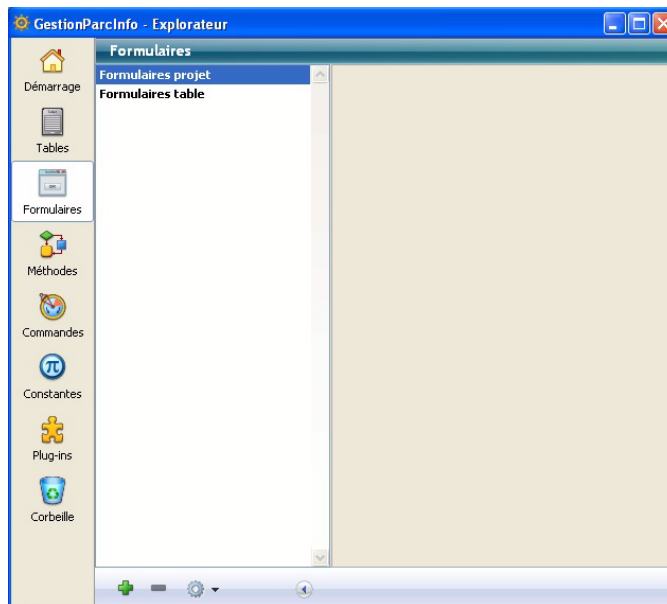 GestionParcInfo - Explorateur
Formulaires
Démarrage
Formulaires projet
Formulaires table
Tables
Formulaires
Méthodes
Commandes
Constantes
Plug-ins
Corbeille